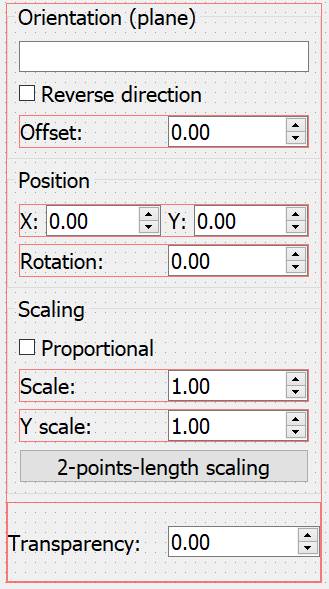 Orientation (plane)
Reverse direction
Offset: 0.00
Position
X: 0.00 Y: 0.00
Rotation: 0.00
Scaling
Proportional
Scale: 1.00
Y scale: 1.00
2-points-length scaling
Transparency: 0.00